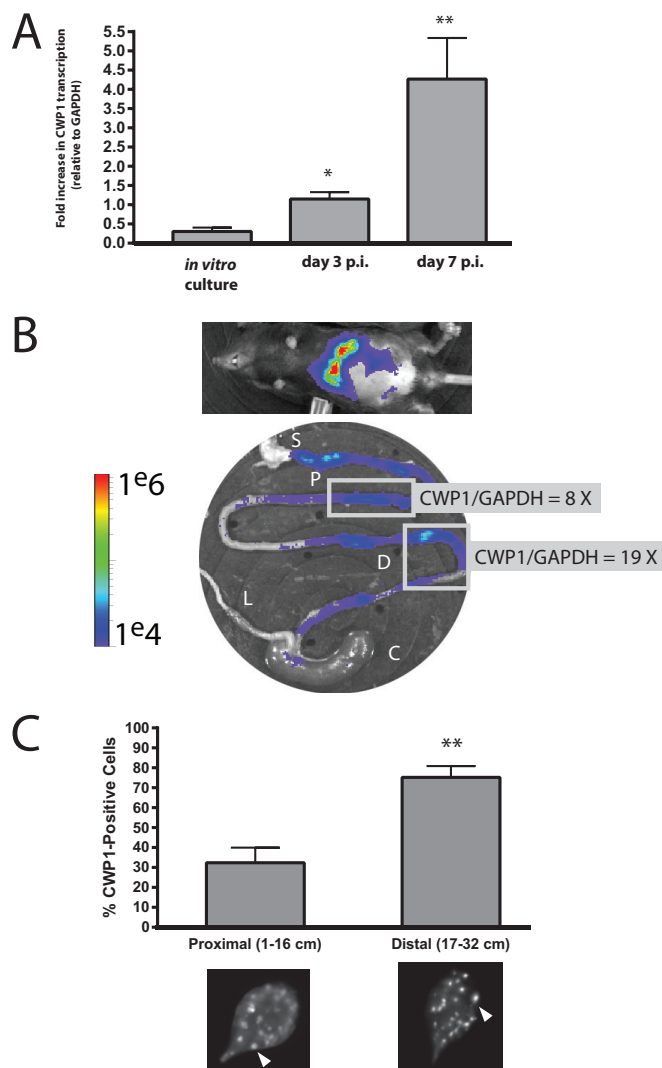 A
Fold increase in CWP1 transcription
(relative to GAPDH)
5.5
5.0
4.5
4.0
3.5
3.0
2.5
2.0
1.5
1.0
0.5
0.0
*
**
in vitro
culture
day 3 p.i.
day 7 p.i.
B
1e6
1e4
S
P
CWP1/GAPDH = 8 X
D
CWP1/GAPDH = 19 X
L
C
C
% CWP1-Positive Cells
100
90
80
70
60
50
40
30
20
10
0
**
Proximal (1-16 cm)
Distal (17-32 cm)